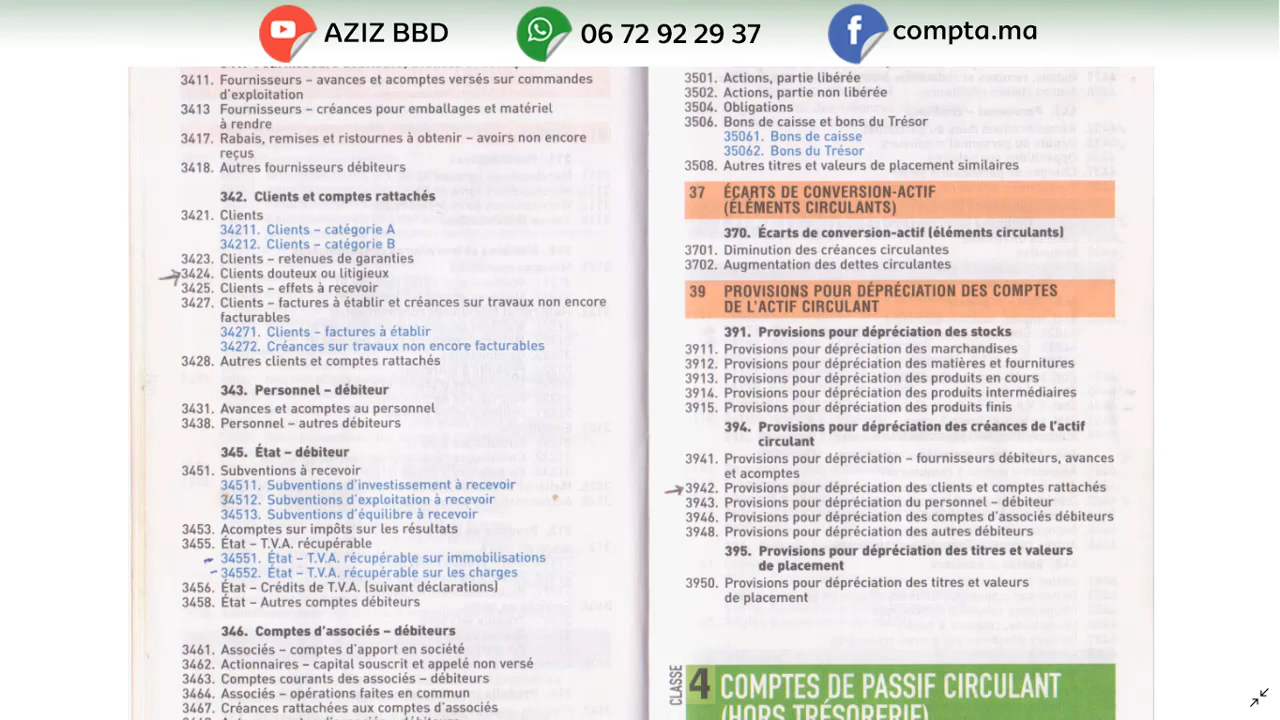 AZIZ BBD
06 72 92 29 37
compta.ma
3411. Fournisseurs – avances et acomptes versés sur commandes
d'exploitation
3413 Fournisseurs – créances pour emballages et matériel
à rendre
3417. Rabais, remises et ristournes à obtenir – avoirs non encore
reçus
3418. Autres fournisseurs débiteurs
342. Clients et comptes rattachés
3421. Clients
34211. Clients – catégorie A
34212. Clients – catégorie B
3423. Clients – retenues de garanties
3424. Clients douteux ou litigieux
3425. Clients – effets à recevoir
3427. Clients – factures à établir et créances sur travaux non encore
facturables
34271. Clients – factures à établir
34272. Créances sur travaux non encore facturables
3428. Autres clients et comptes rattachés
343. Personnel – débiteur
3431. Avances et acomptes au personnel
3438. Personnel – autres débiteurs
345. État – débiteur
3451. Subventions à recevoir
34511. Subventions d'investissement à recevoir
34512. Subventions d'exploitation à recevoir
34513. Subventions d'équilibre à recevoir
3453. Acomptes sur impôts sur les résultats
3455. État – T.V.A. récupérable
34551. État – T.V.A. récupérable sur immobilisations
34552. État – T.V.A. récupérable sur les charges
3456. État – Crédits de T.V.A. (suivant déclarations)
3458. État – Autres comptes débiteurs
346. Comptes d'associés – débiteurs
3461. Associés – comptes d'apport en société
3462. Actionnaires – capital souscrit et appelé non versé
3463. Comptes courants des associés – débiteurs
3464. Associés – opérations faites en commun
3467. Créances rattachées aux comptes d'associés
3501. Actions, partie libérée
3502. Actions, partie non libérée
3504. Obligations
3506. Bons de caisse et bons du Trésor
35061. Bons de caisse
35062. Bons du Trésor
3508. Autres titres et valeurs de placement similaires
37 ÉCARTS DE CONVERSION-ACTIF
(ÉLÉMENTS CIRCULANTS)
370. Écarts de conversion-actif (éléments circulants)
3701. Diminution des créances circulantes
3702. Augmentation des dettes circulantes
39 PROVISIONS POUR DÉPRÉCIATION DES COMPTES
DE L'ACTIF CIRCULANT
391. Provisions pour dépréciation des stocks
3911. Provisions pour dépréciation des marchandises
3912. Provisions pour dépréciation des matières et fournitures
3913. Provisions pour dépréciation des produits en cours
3914. Provisions pour dépréciation des produits intermédiaires
3915. Provisions pour dépréciation des produits finis
394. Provisions pour dépréciation des créances de l'actif
circulant
3941. Provisions pour dépréciation – fournisseurs débiteurs, avances
et acomptes
3942. Provisions pour dépréciation des clients et comptes rattachés
3943. Provisions pour dépréciation du personnel – débiteur
3946. Provisions pour dépréciation des comptes d'associés débiteurs
3948. Provisions pour dépréciation des autres débiteurs
395. Provisions pour dépréciation des titres et valeurs
de placement
3950. Provisions pour dépréciation des titres et valeurs
de placement
CLASSE 4 COMPTES DE PASSIF CIRCULANT
(HORS TRÉSORERIE)